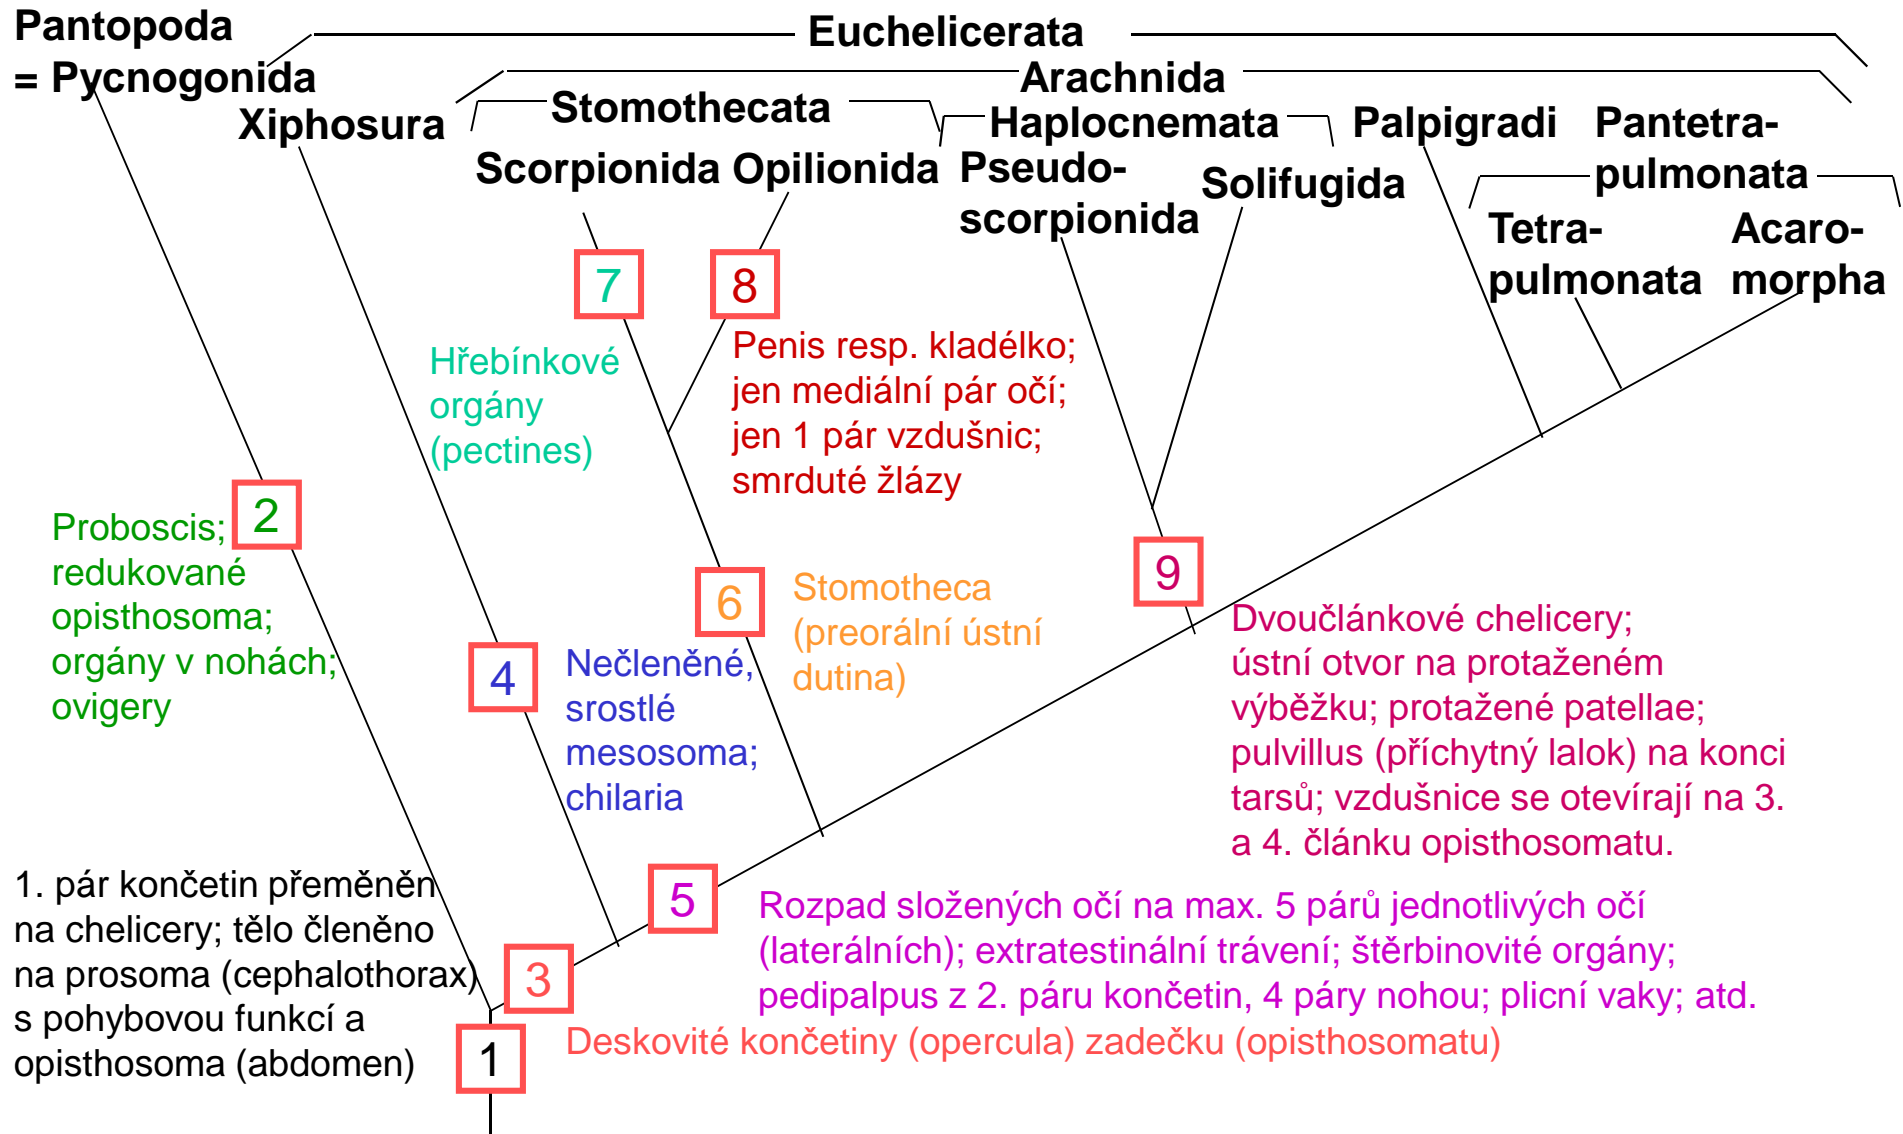 Pantopoda
= Pycnogonida
Euchelicerata
Xiphosura
Arachnida
Stomothecata
Scorpionida Opilionida
Haplocnemata
Pseudo-
scorpionida
Solifugida
Palpigradi
Pantetra-
pulmonata
Tetra-
pulmonata
Acaro-
morpha
7
8
Hřebínkové
orgány
(pectines)
Penis resp. kladélko;
jen mediální pár očí;
jen 1 pár vzdušnic;
smrduté žlázy
2
Proboscis;
redukované
opisthosoma;
orgány v nohách;
ovigery
4
Nečleněné,
srostlé
mesosoma;
chilaria
6
Stomotheca
(preorální ústní
dutina)
9
Dvoučlánkové chelicery;
ústní otvor na protaženém
výběžku; protažené patellae;
pulvillus (příchytný lalok) na konci
tarsů; vzdušnice se otevírají na 3.
a 4. článku opisthosomatu.
5
Rozpad složených očí na max. 5 párů jednotlivých očí
(laterálních); extratestinální trávení; štěrbinovité orgány;
pedipalpus z 2. páru končetin, 4 páry nohou; plicní vaky; atd.
3
Deskovité končetiny (opercula) zadečku (opisthosomatu)
1. pár končetin přeměněn
na chelicery; tělo členěno
na prosoma (cephalothorax)
s pohybovou funkcí a
opisthosoma (abdomen)
1